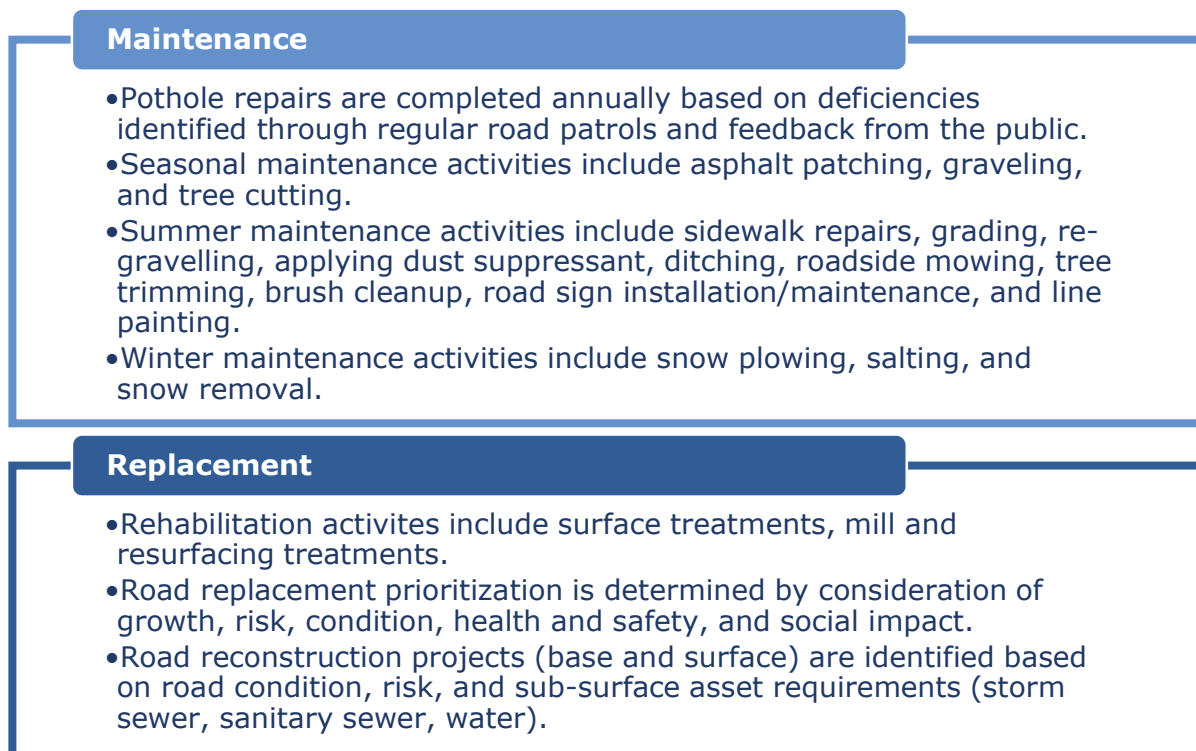 Maintenance
•Pothole repairs are completed annually based on deficiencies
identified through regular road patrols and feedback from the public.
•Seasonal maintenance activities include asphalt patching, graveling,
and tree cutting.
•Summer maintenance activities include sidewalk repairs, grading, re-
gravelling, applying dust suppressant, ditching, roadside mowing, tree
trimming, brush cleanup, road sign installation/maintenance, and line
painting.
•Winter maintenance activities include snow plowing, salting, and
snow removal.
Replacement
•Rehabilitation activites include surface treatments, mill and
resurfacing treatments.
•Road replacement prioritization is determined by consideration of
growth, risk, condition, health and safety, and social impact.
•Road reconstruction projects (base and surface) are identified based
on road condition, risk, and sub-surface asset requirements (storm
sewer, sanitary sewer, water).